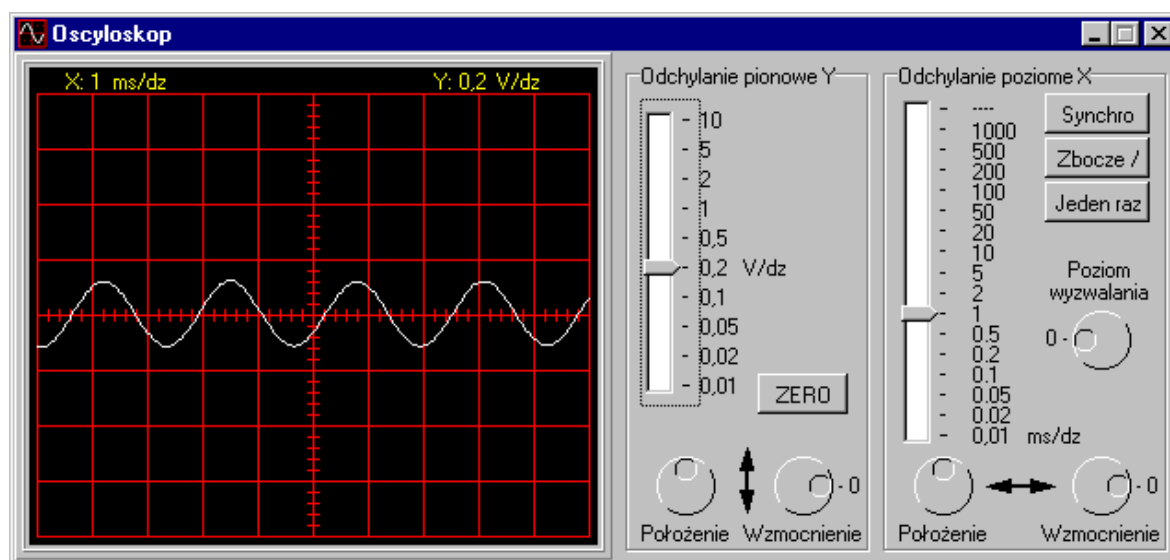 Oscyloskop
X: 1 ms/dz
Y: 0,2 V/dz
Odchylanie pionowe Y
10
5
2
1
0,5
0,2 V/dz
0,1
0,05
0,02
0,01
ZERO
Położenie
Wzmocnienie
0
Odchylanie poziome X
----
1000
500
200
100
50
20
10
5
2
1
0.5
0.2
0.1
0.05
0.02
0,01 ms/dz
Synchro
Zbocze /
Jeden raz
Poziom
wyzwalania
0 -
- 0
Położenie
Wzmocnienie